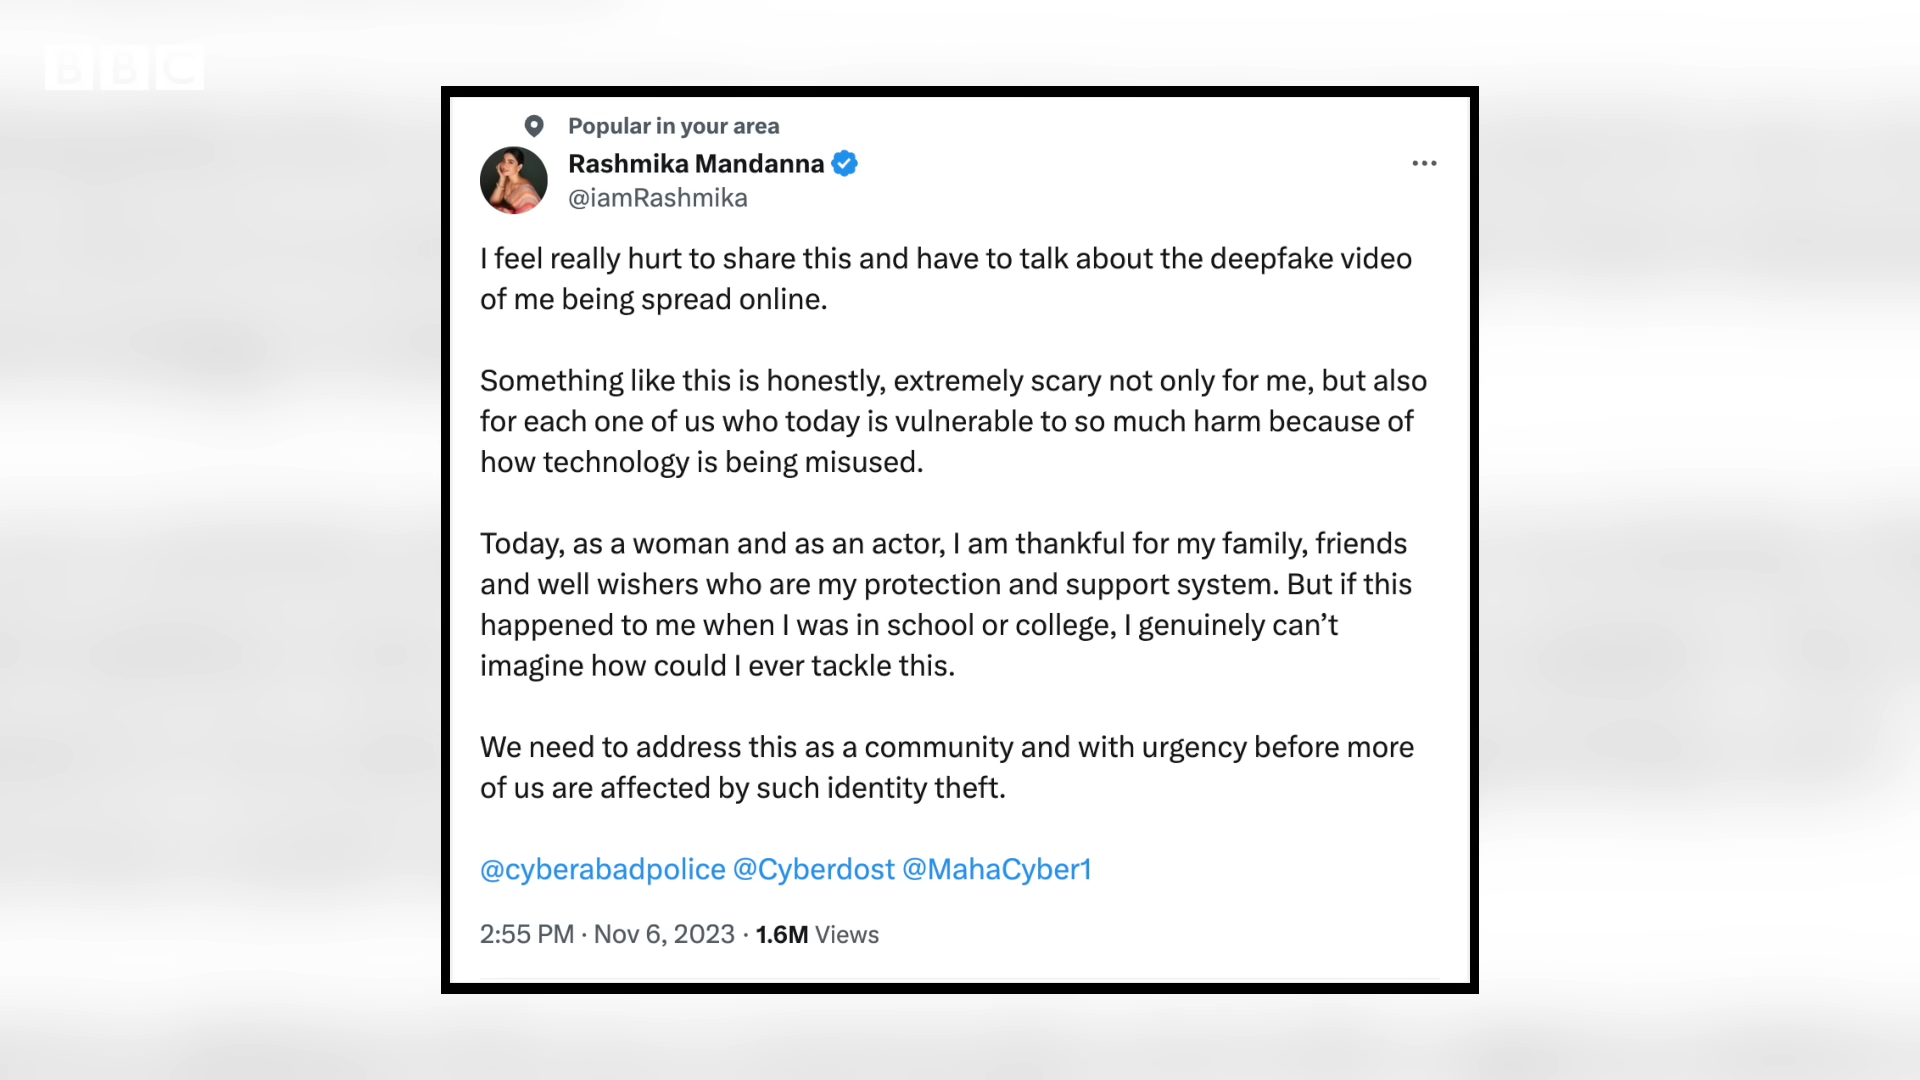 BBC
Popular in your area
Rashmika Mandanna
@iamRashmika
I feel really hurt to share this and have to talk about the deepfake video
of me being spread online.
Something like this is honestly, extremely scary not only for me, but also
for each one of us who today is vulnerable to so much harm because of
how technology is being misused.
Today, as a woman and as an actor, I am thankful for my family, friends
and well wishers who are my protection and support system. But if this
happened to me when I was in school or college, I genuinely can’t
imagine how could I ever tackle this.
We need to address this as a community and with urgency before more
of us are affected by such identity theft.
@cyberabadpolice @Cyberdost @MahaCyber1
2:55 PM · Nov 6, 2023 · 1.6M Views